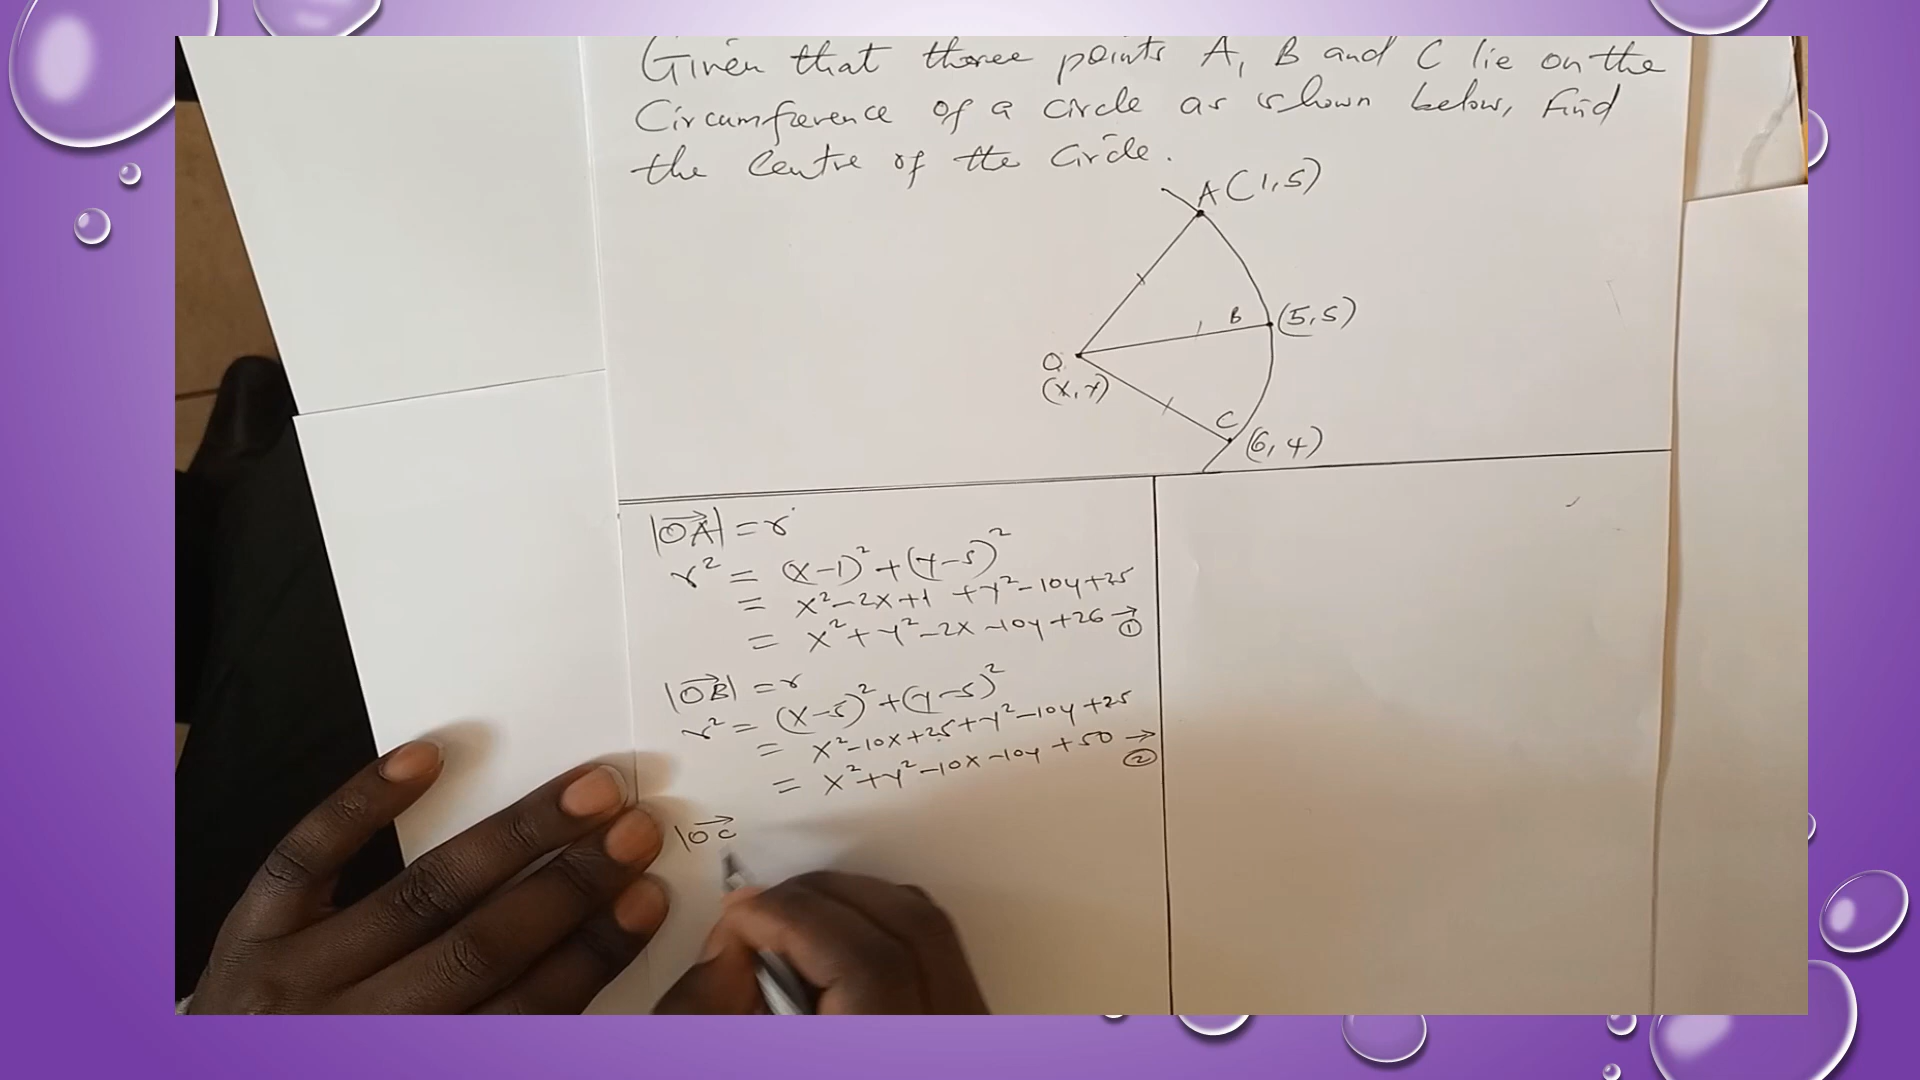 Given that three points A, B and C lie on the
Circumference of a circle as shown below, find
the Centre of the Circle.
A(1,5)
B (5,5)
O
(x,y)
C
(6,4)
|OA| = r
r² = (x-1)² + (y-5)²
= x²-2x+1 + y²-10y+25
= x² + y² -2x -10y +26 → ①
|OB| = r
r² = (x-5)² + (y-5)²
= x²-10x+25+y²-10y+25
= x²+y²-10x-10y+50 → ②
|OC